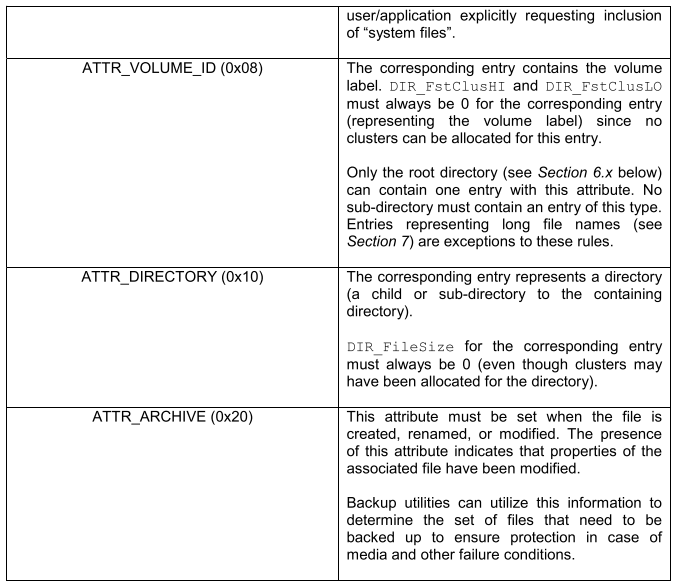 user/application explicitly requesting inclusion
of “system files”.
ATTR_VOLUME_ID (0x08)
The corresponding entry contains the volume
label. DIR_FstClusHI and DIR_FstClusLO
must always be 0 for the corresponding entry
(representing the volume label) since no
clusters can be allocated for this entry.
Only the root directory (see Section 6.x below)
can contain one entry with this attribute. No
sub-directory must contain an entry of this type.
Entries representing long file names (see
Section 7) are exceptions to these rules.
ATTR_DIRECTORY (0x10)
The corresponding entry represents a directory
(a child or sub-directory to the containing
directory).
DIR_FileSize for the corresponding entry
must always be 0 (even though clusters may
have been allocated for the directory).
ATTR_ARCHIVE (0x20)
This attribute must be set when the file is
created, renamed, or modified. The presence
of this attribute indicates that properties of the
associated file have been modified.
Backup utilities can utilize this information to
determine the set of files that need to be
backed up to ensure protection in case of
media and other failure conditions.